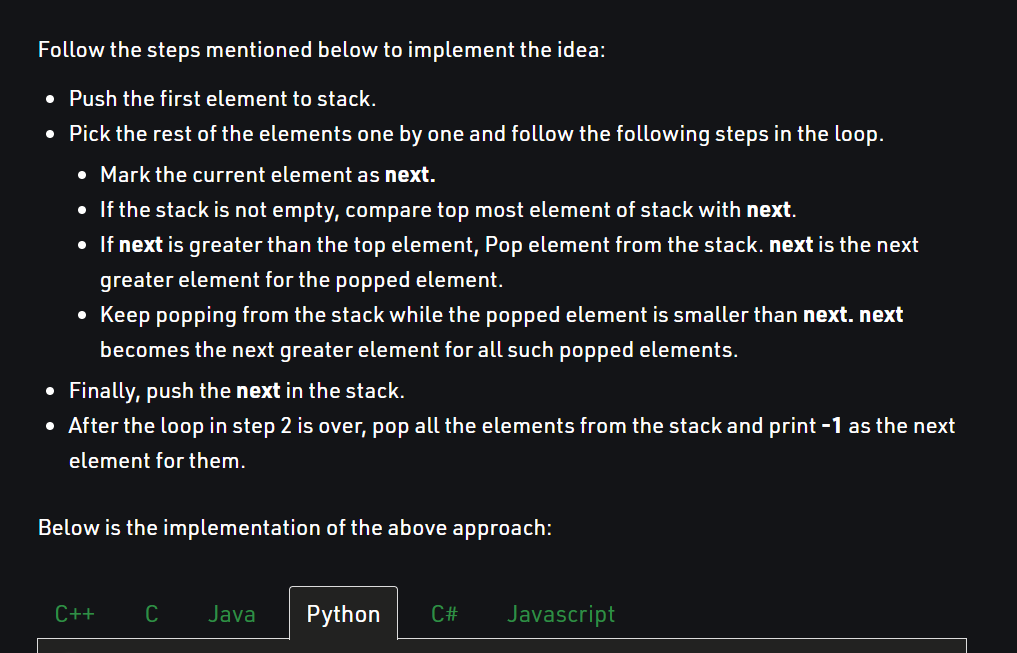 Follow the steps mentioned below to implement the idea:
• Push the first element to stack.
• Pick the rest of the elements one by one and follow the following steps in the loop.
• Mark the current element as next.
• If the stack is not empty, compare top most element of stack with next.
• If next is greater than the top element, Pop element from the stack. next is the next
greater element for the popped element.
• Keep popping from the stack while the popped element is smaller than next. next
becomes the next greater element for all such popped elements.
• Finally, push the next in the stack.
• After the loop in step 2 is over, pop all the elements from the stack and print -1 as the next
element for them.
Below is the implementation of the above approach:
C++ C Java Python C# Javascript